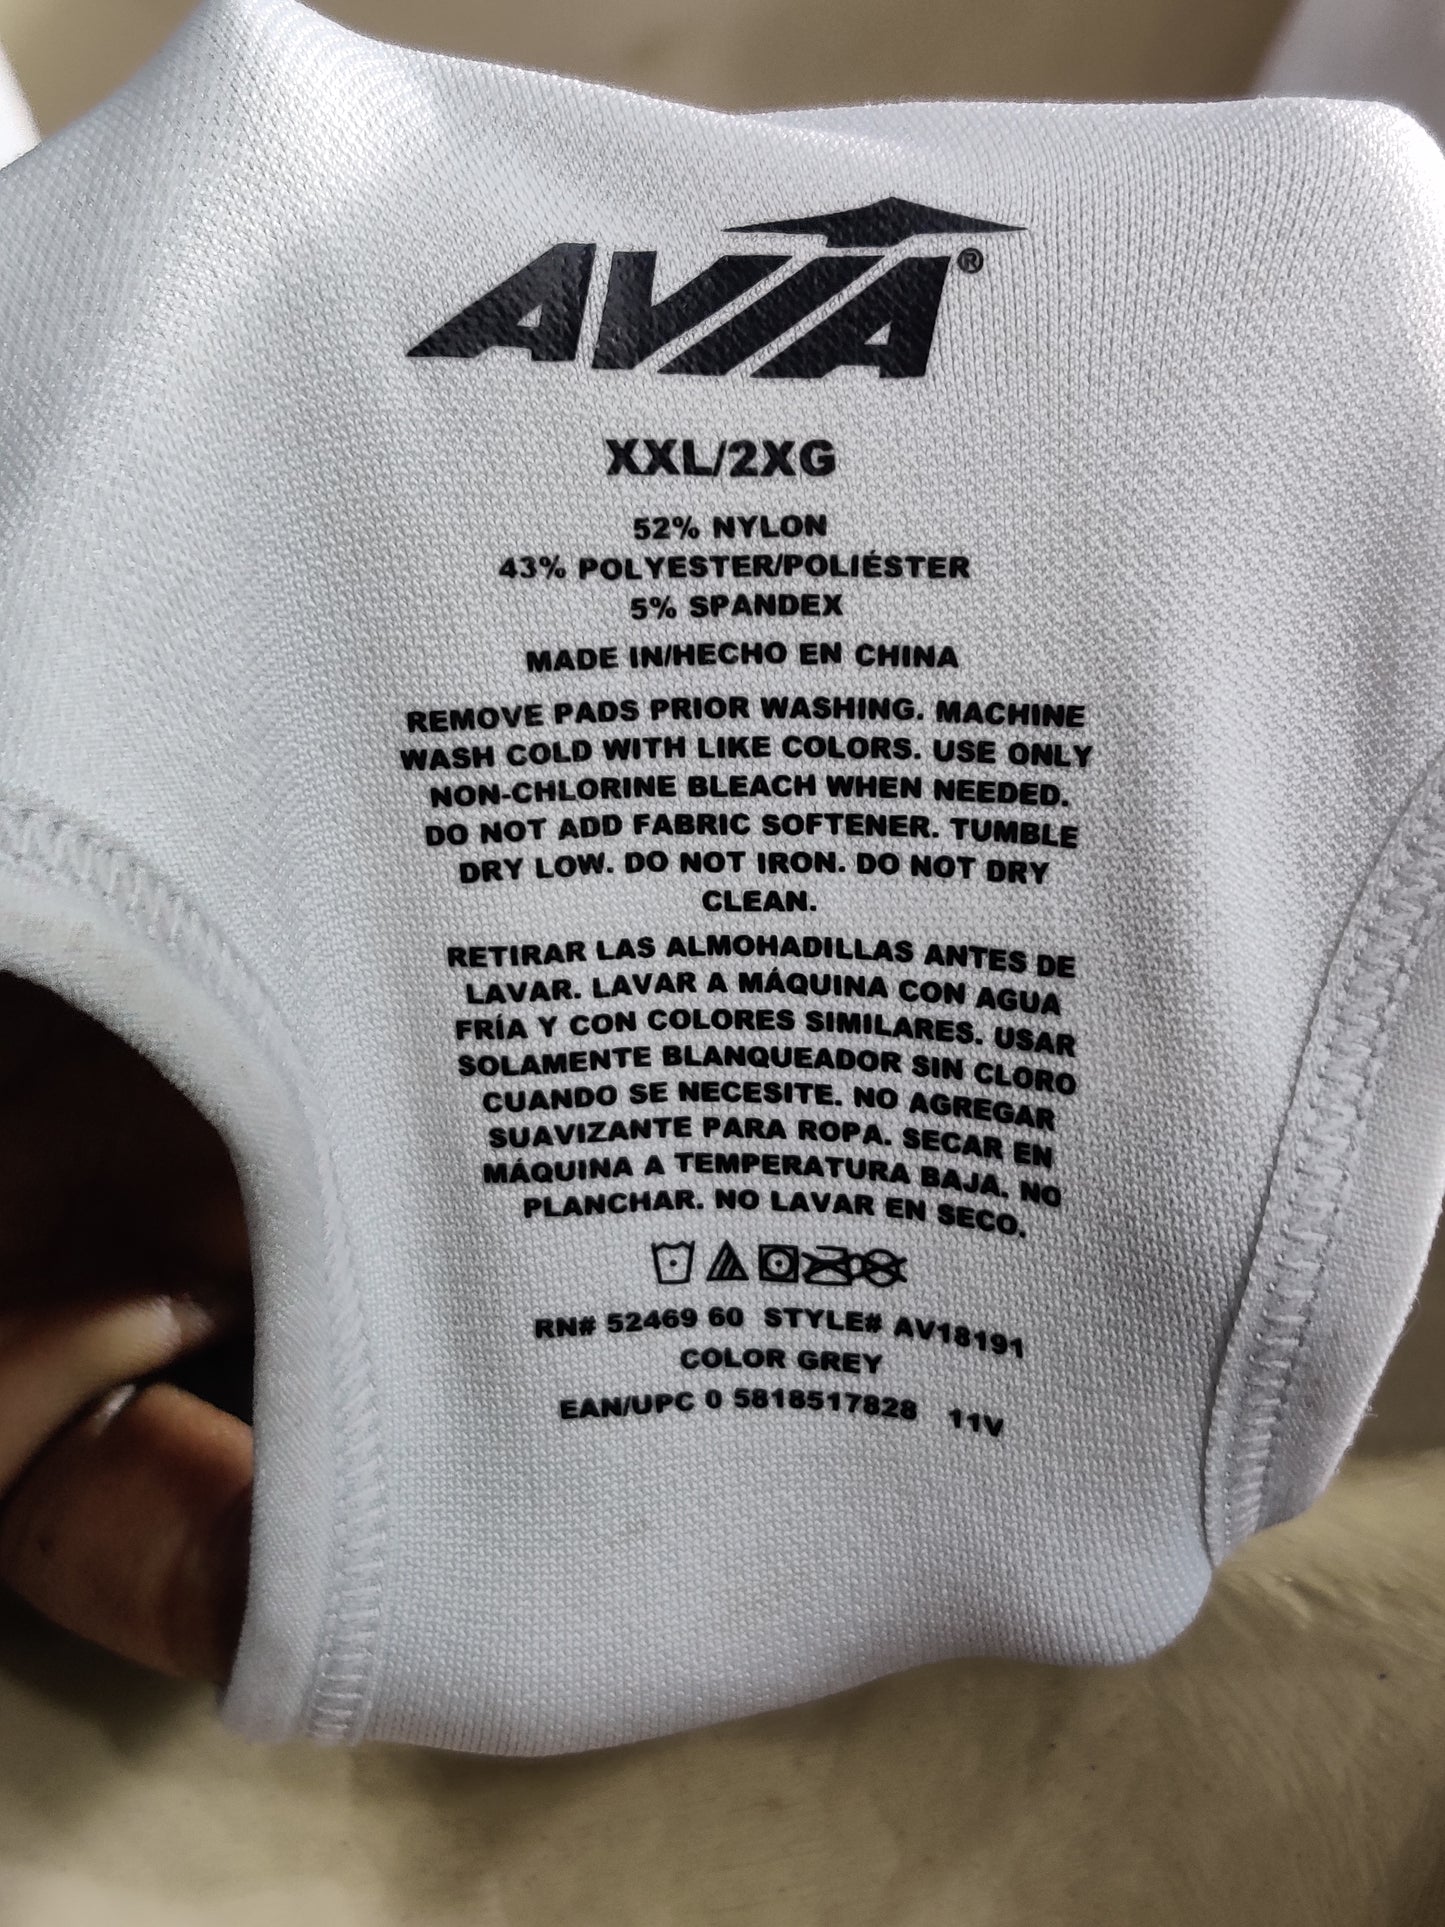 AVIA®
XXL/2XG
52% NYLON
43% POLYESTER/POLIÉSTER
5% SPANDEX
MADE IN/HECHO EN CHINA
REMOVE PADS PRIOR WASHING. MACHINE
WASH COLD WITH LIKE COLORS. USE ONLY
NON-CHLORINE BLEACH WHEN NEEDED.
DO NOT ADD FABRIC SOFTENER. TUMBLE
DRY LOW. DO NOT IRON. DO NOT DRY
CLEAN.
RETIRAR LAS ALMOHADILLAS ANTES DE
LAVAR. LAVAR A MÁQUINA CON AGUA
FRÍA Y CON COLORES SIMILARES. USAR
SOLAMENTE BLANQUEADOR SIN CLORO
CUANDO SE NECESITE. NO AGREGAR
SUAVIZANTE PARA ROPA. SECAR EN
MÁQUINA A TEMPERATURA BAJA. NO
PLANCHAR. NO LAVAR EN SECO.
RN# 52469 60 STYLE# AV18191
COLOR GREY
EAN/UPC 0 5818517828 11V